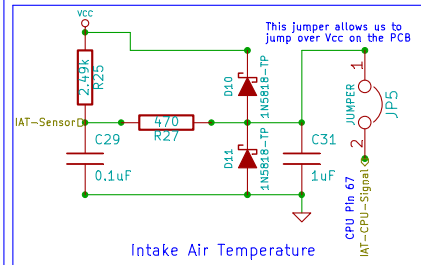 vcc
This jumper allows us to
jump over Vcc on the PCB
2.49k
R25
D10
1N5818-TP
1
JUMPER
JP5
2
IAT-Sensor
470
R27
C29
0.1uF
D11
1N5818-TP
C31
1uF
CPU Pin 67
IAT-CPU-Signal
Intake Air Temperature